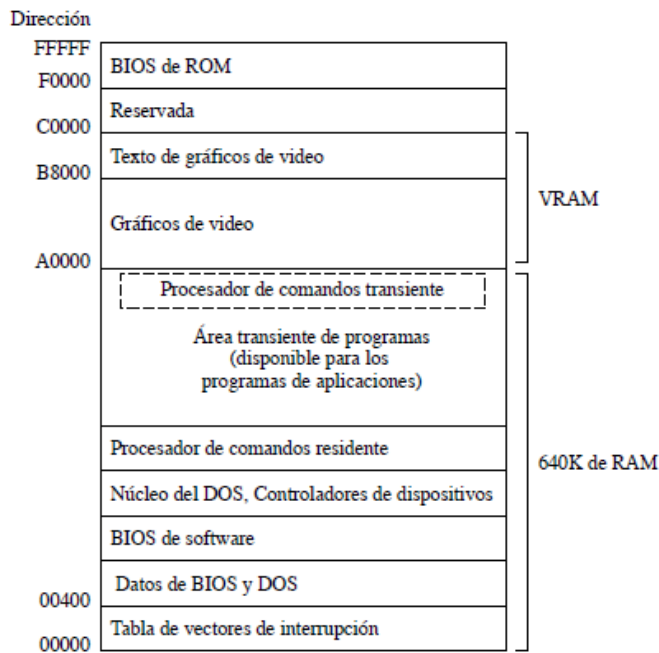 Dirección
FFFFF
BIOS de ROM
F0000
Reservada
C0000
Texto de gráficos de video
B8000
VRAM
Gráficos de video
A0000
Procesador de comandos transiente
Área transiente de programas
(disponible para los
programas de aplicaciones)
Procesador de comandos residente
640K de RAM
Núcleo del DOS, Controladores de dispositivos
BIOS de software
Datos de BIOS y DOS
00400
Tabla de vectores de interrupción
00000